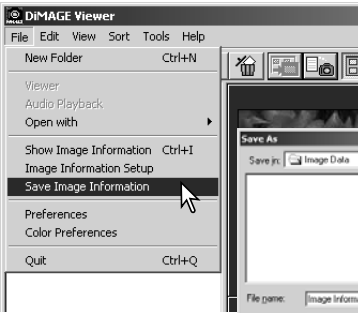 DiMAGE Viewer
File Edit View Sort Tools Help
New Folder Ctrl+N
Viewer
Audio Playback
Open with
Show Image Information Ctrl+I
Image Information Setup
Save Image Information
Preferences
Color Preferences
Quit Ctrl+Q
Save As
Save in: Image Data
File name: Image Inform